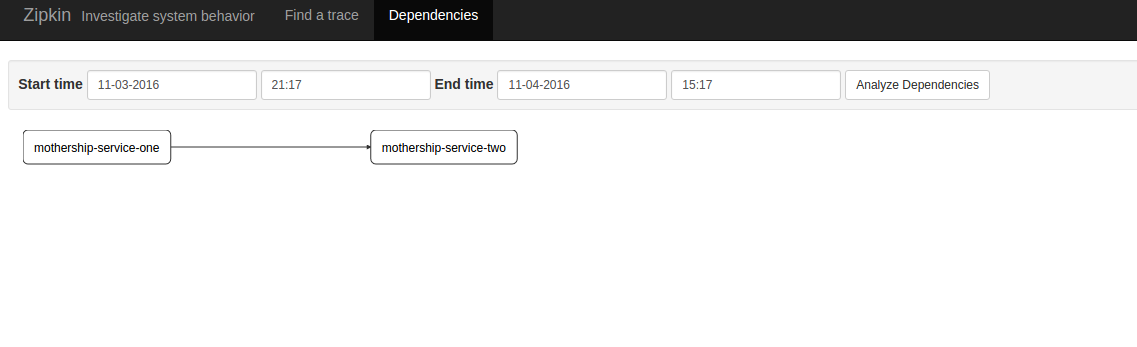 Zipkin Investigate system behavior Find a trace Dependencies
Start time 11-03-2016 21:17 End time 11-04-2016 15:17 Analyze Dependencies
mothership-service-one mothership-service-two